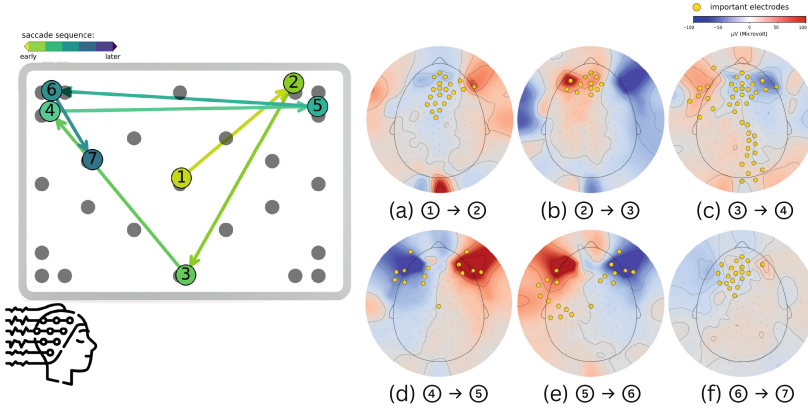 saccade sequence:
early later
1
2
3
4
5
6
7
important electrodes
−100 −50 0 50 100
μV (Microvolt)
(a) ① → ②
(b) ② → ③
(c) ③ → ④
(d) ④ → ⑤
(e) ⑤ → ⑥
(f) ⑥ → ⑦